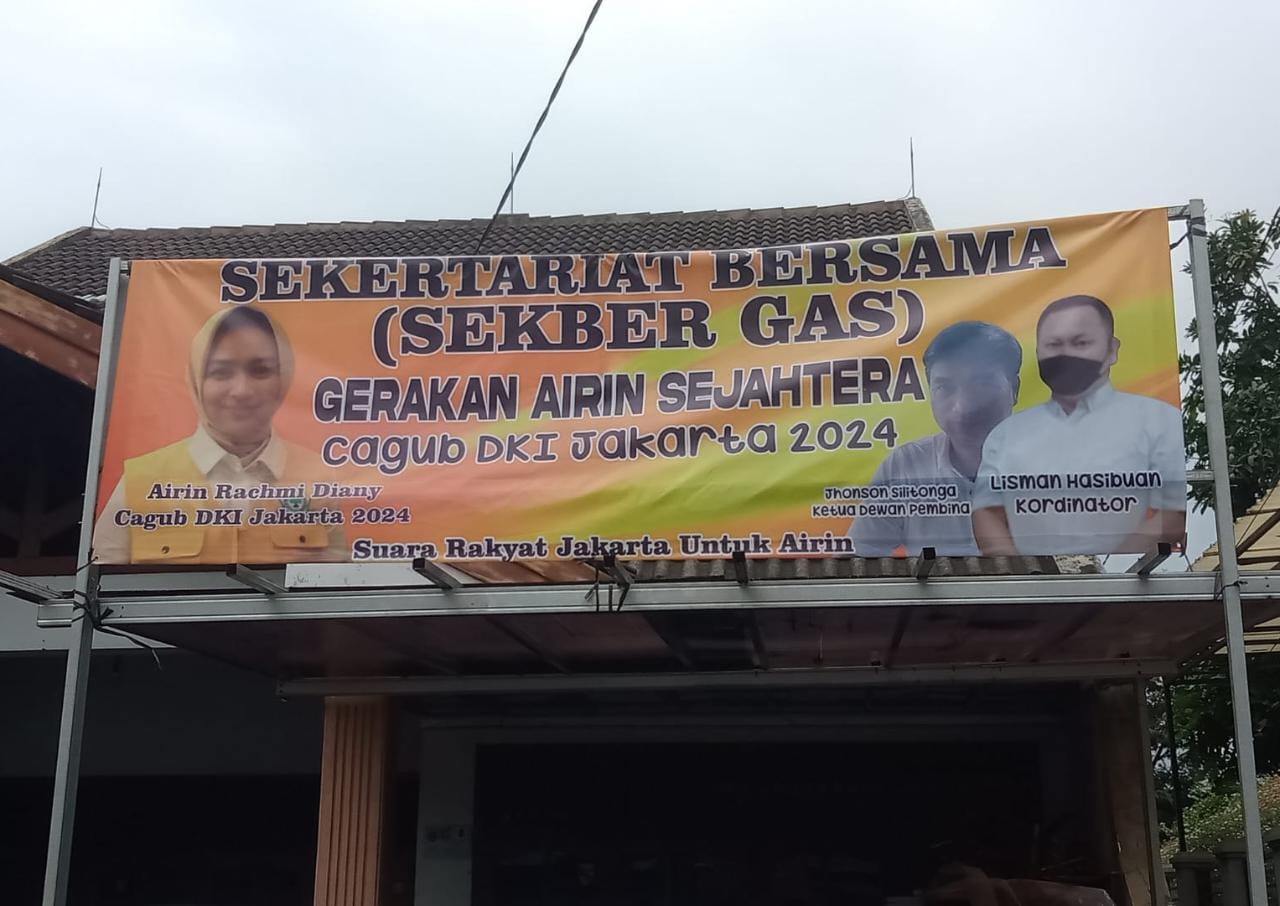 SEKERTARIAT BERSAMA
(SEKBER GAS)
GERAKAN AIRIN SEJAHTERA
Cagub DKI Jakarta 2024
Airin Rachmi Diany
Cagub DKI Jakarta 2024
Jhonson Silitonga
Ketua Dewan Pembina
Lisman Hasibuan
Kordinator
Suara Rakyat Jakarta Untuk Airin